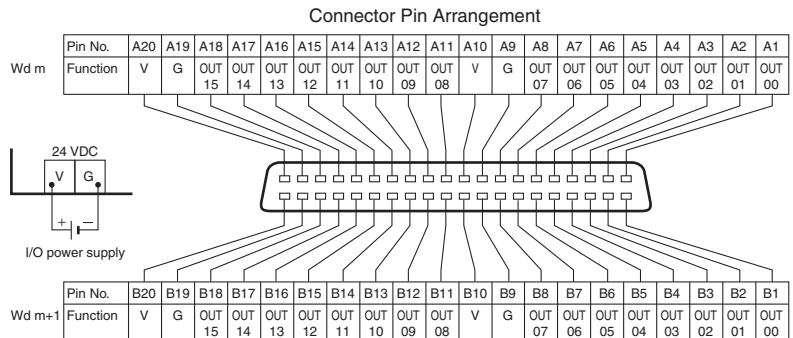 Connector Pin Arrangement
Pin No. A20 A19 A18 A17 A16 A15 A14 A13 A12 A11 A10 A9 A8 A7 A6 A5 A4 A3 A2 A1
Wd m Function V G OUT OUT OUT OUT OUT OUT OUT OUT V G OUT OUT OUT OUT OUT OUT OUT OUT
15 14 13 12 11 10 09 08 07 06 05 04 03 02 01 00
24 VDC
V G
+ −
I/O power supply
Pin No. B20 B19 B18 B17 B16 B15 B14 B13 B12 B11 B10 B9 B8 B7 B6 B5 B4 B3 B2 B1
Wd m+1 Function V G OUT OUT OUT OUT OUT OUT OUT OUT V G OUT OUT OUT OUT OUT OUT OUT OUT
15 14 13 12 11 10 09 08 07 06 05 04 03 02 01 00